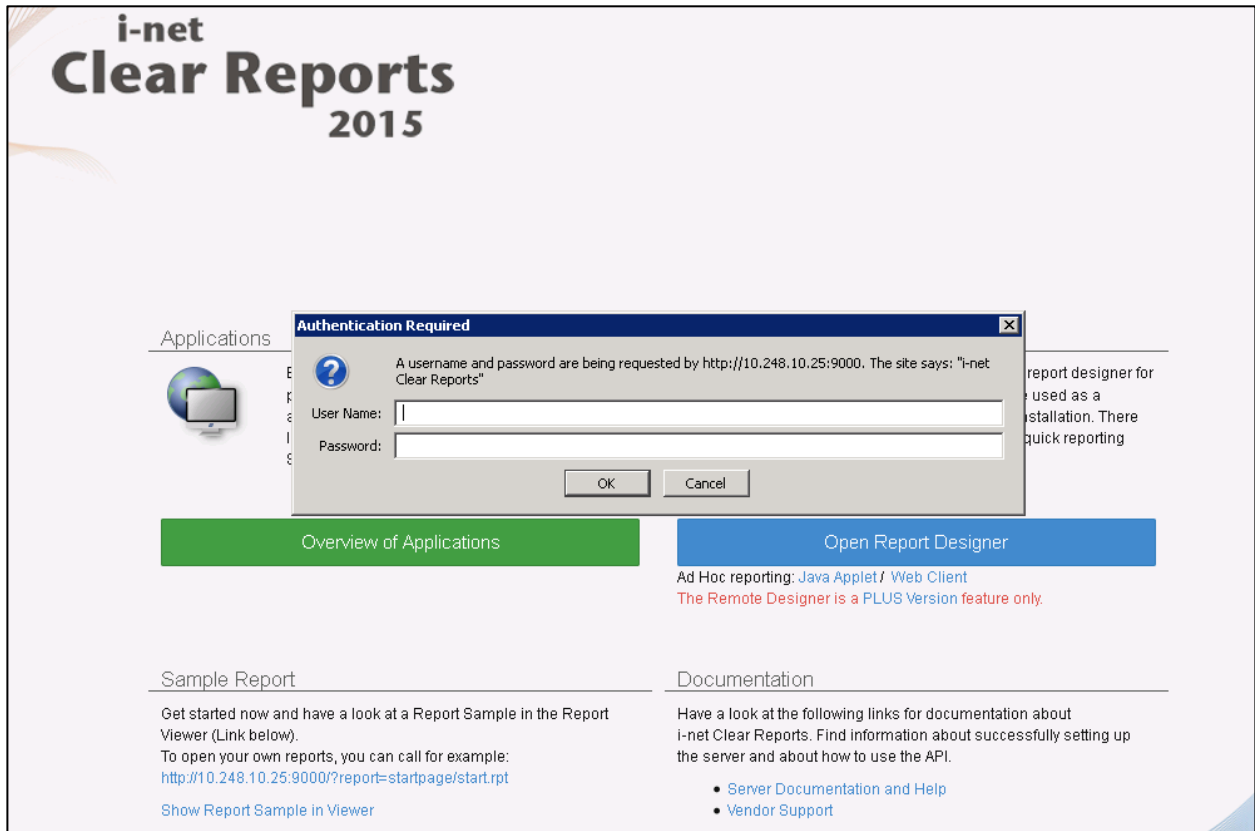 i-net
Clear Reports
2015
Applications
Authentication Required
A username and password are being requested by http://10.248.10.25:9000. The site says: "i-net
Clear Reports"
User Name:
Password:
OK Cancel
report designer for
used as a
installation. There
quick reporting
Overview of Applications
Open Report Designer
Ad Hoc reporting: Java Applet / Web Client
The Remote Designer is a PLUS Version feature only.
Sample Report
Get started now and have a look at a Report Sample in the Report
Viewer (Link below).
To open your own reports, you can call for example:
http://10.248.10.25:9000/?report=startpage/start.rpt
Show Report Sample in Viewer
Documentation
Have a look at the following links for documentation about
i-net Clear Reports. Find information about successfully setting up
the server and about how to use the API.
• Server Documentation and Help
• Vendor Support